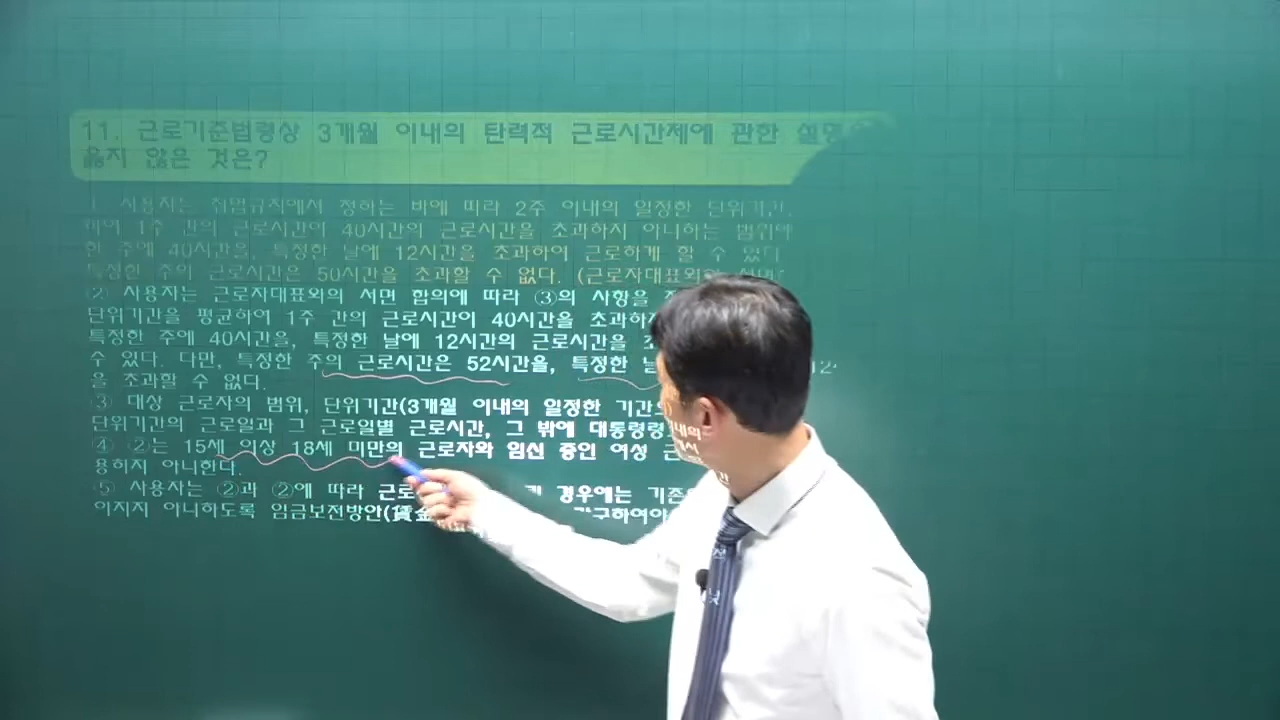 11. 근로기준법령상 3개월 이내의 탄력적 근로시간제에 관한 설명
옳지 않은 것은?
1. 사용자는 취업규칙에서 정하는 바에 따라 2주 이내의 일정한 단위기간
하여 1주 간의 근로시간이 40시간의 근로시간을 초과하지 아니하는 범위에
한 주에 40시간을, 특정한 날에 12시간을 초과하여 근로하게 할 수 있다
특정한 주의 근로시간은 50시간을 초과할 수 없다. (근로자대표와의 서면
② 사용자는 근로자대표와의 서면 합의에 따라 ③의 사항을
단위기간을 평균하여 1주 간의 근로시간이 40시간을 초과하지
특정한 주에 40시간을, 특정한 날에 12시간의 근로시간을
수 있다. 다만, 특정한 주의 근로시간은 52시간을, 특정한 12
을 초과할 수 없다.
③ 대상 근로자의 범위, 단위기간(3개월 이내의 일정한 기간
단위기간의 근로일과 그 근로일별 근로시간, 그 밖에 대통령령
④ ②는 15세 이상 18세 미만의 근로자와 임신 중인 여성
용하지 아니한다.
⑤ 사용자는 ②과 ②에 따라 경우에는 기존
이지지 아니하도록 임금보전방안(賃金 강구하여야